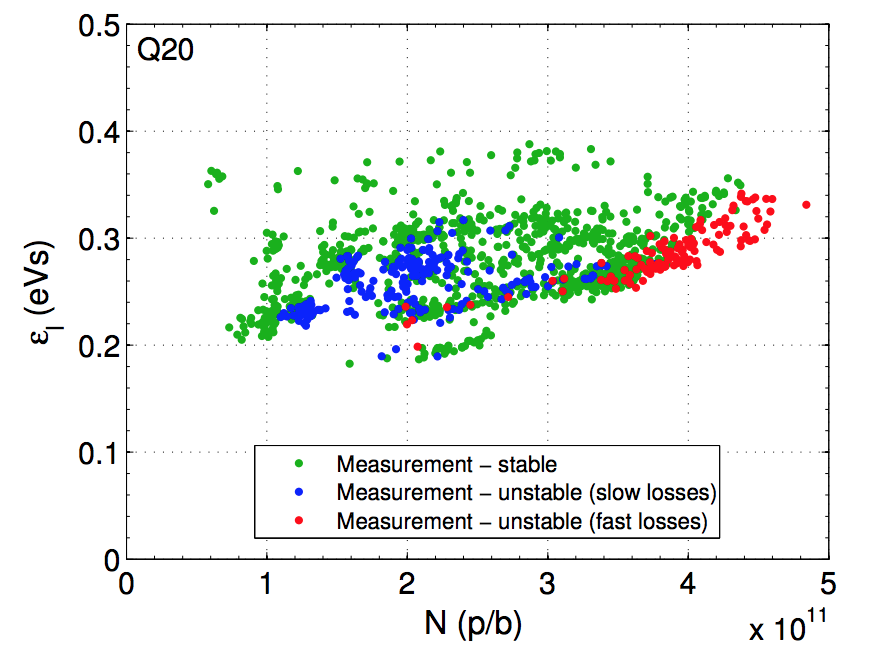 Q20
0.5
0.4
0.3
0.2
0.1
0
εl (eVs)
Measurement − stable
Measurement − unstable (slow losses)
Measurement − unstable (fast losses)
0 1 2 3 4 5
N (p/b)
x 10^11